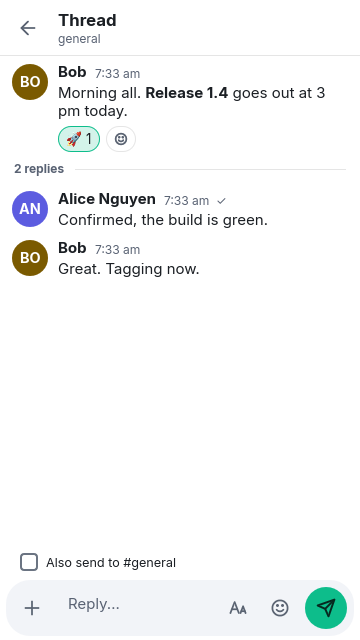 Thread
general
BO
Bob 7:33 am
Morning all. Release 1.4 goes out at 3
pm today.
🚀 1
2 replies
AN
Alice Nguyen 7:33 am ✓
Confirmed, the build is green.
BO
Bob 7:33 am
Great. Tagging now.
Also send to #general
Reply...
AA